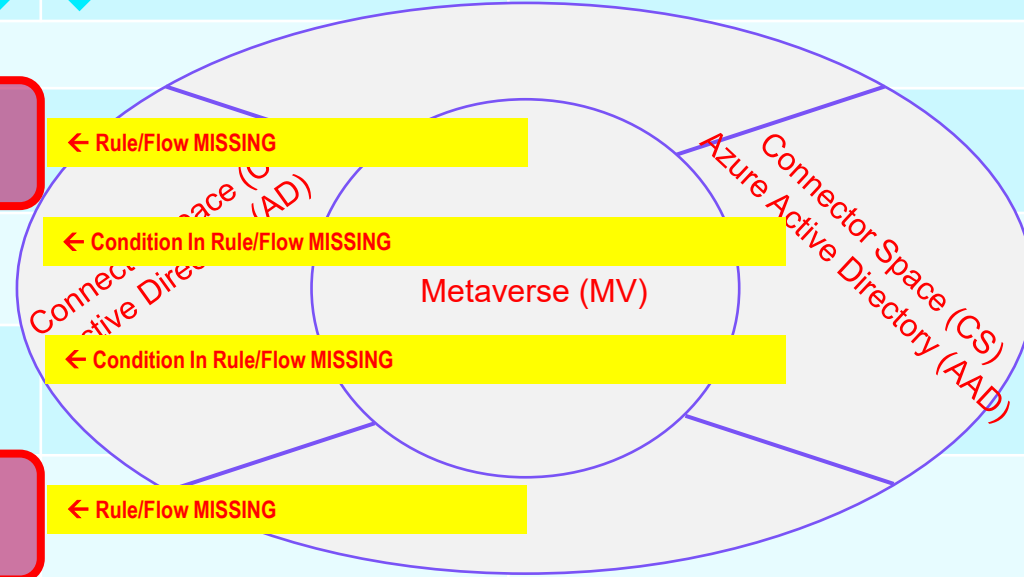 ← Rule/Flow MISSING
Connector Space (CS)
Azure Active Directory (AAD)
(AD)
← Condition In Rule/Flow MISSING
Metaverse (MV)
← Condition In Rule/Flow MISSING
← Rule/Flow MISSING